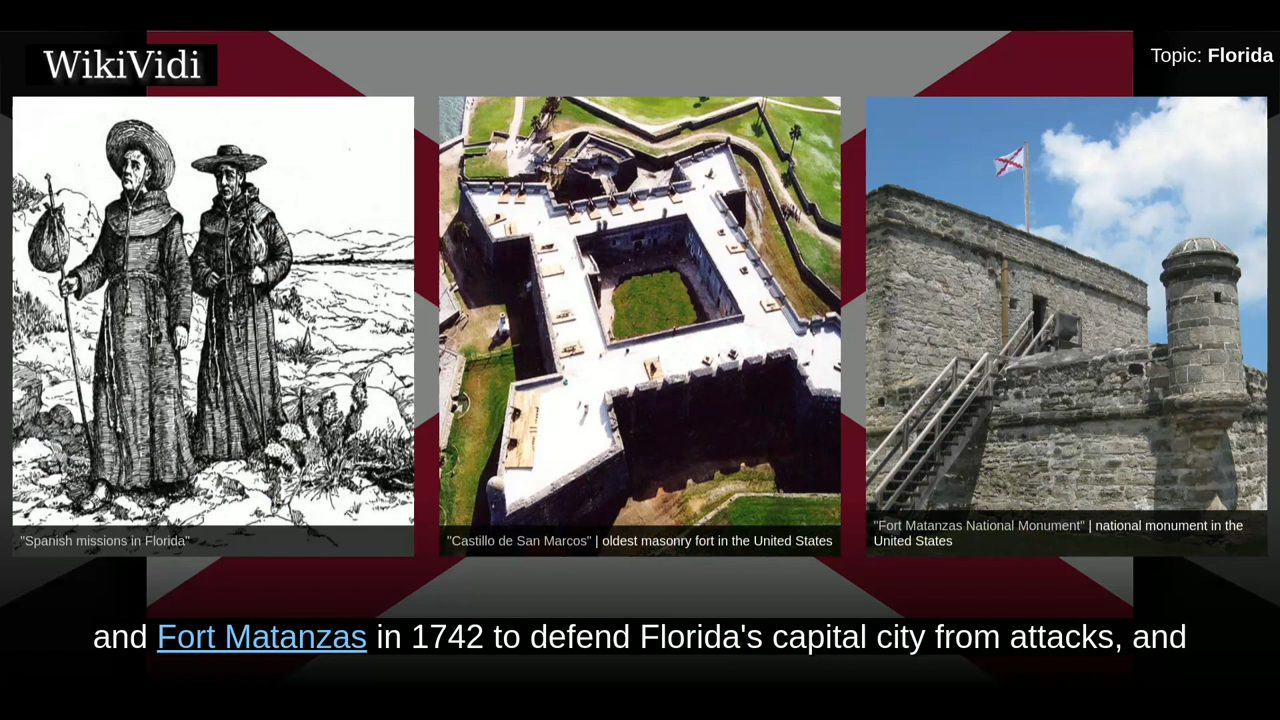 WikiVidi
Topic: Florida
"Spanish missions in Florida"
"Castillo de San Marcos" | oldest masonry fort in the United States
"Fort Matanzas National Monument" | national monument in the
United States
and Fort Matanzas in 1742 to defend Florida's capital city from attacks, and